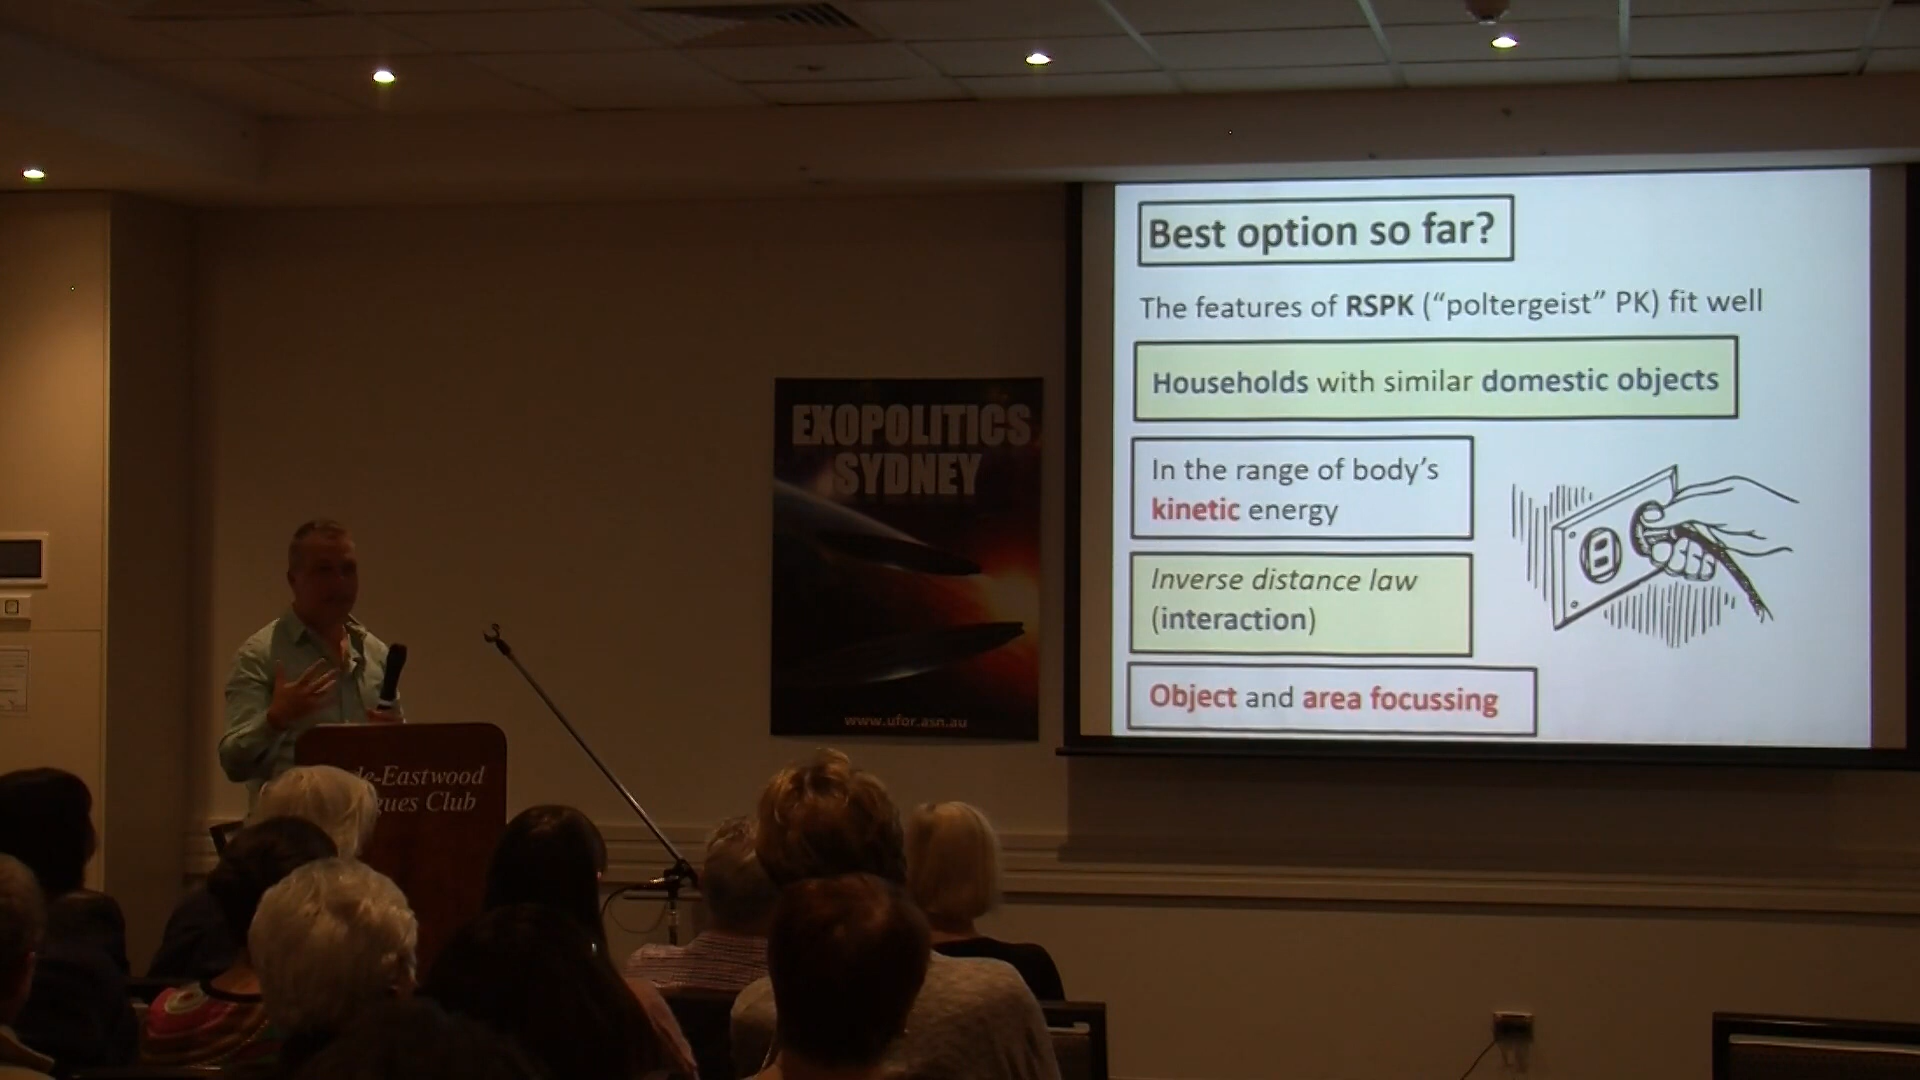 Best option so far?
The features of RSPK (“poltergeist” PK) fit well
Households with similar domestic objects
In the range of body’s
kinetic energy
Inverse distance law
(interaction)
Object and area focussing
EXOPOLITICS
SYDNEY
www.ufor.asn.au
de-Eastwood
gues Club